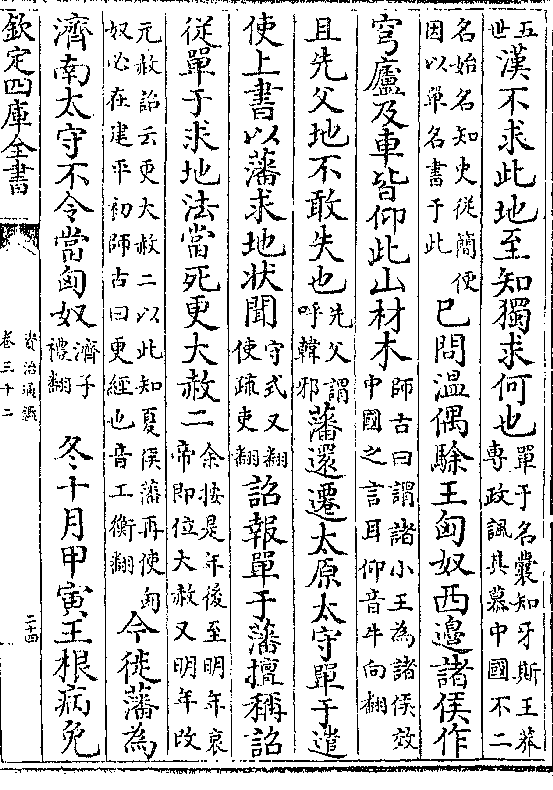 五世漢不求此地至知獨求何也單于名囊知牙斯王莽專政諷其慕中國不二
名始名知史從簡便因以單名書于此已問温偶駼王匈奴西邊諸侯作
穹廬及車皆仰此山材木師古曰謂諸小王為諸侯效中國之言耳仰音牛向翻
且先父地不敢失也先父謂呼韓邪藩還遷太原太守單于遣
使上書以藩求地状聞守式又翻使疏吏翻詔報單于藩擅稱詔
從單于求地法當死更大赦二余按是年後至明年哀帝即位大赦又明年改
元赦詔云更大赦二以此知夏侯藩再使匈奴必在建平初師古曰更經也音工衡翻今徙藩為
濟南太守不令當匈奴濟子禮翻冬十月甲寅王根病免
欽定四庫全書
資治通鑑
卷三十二
二十四